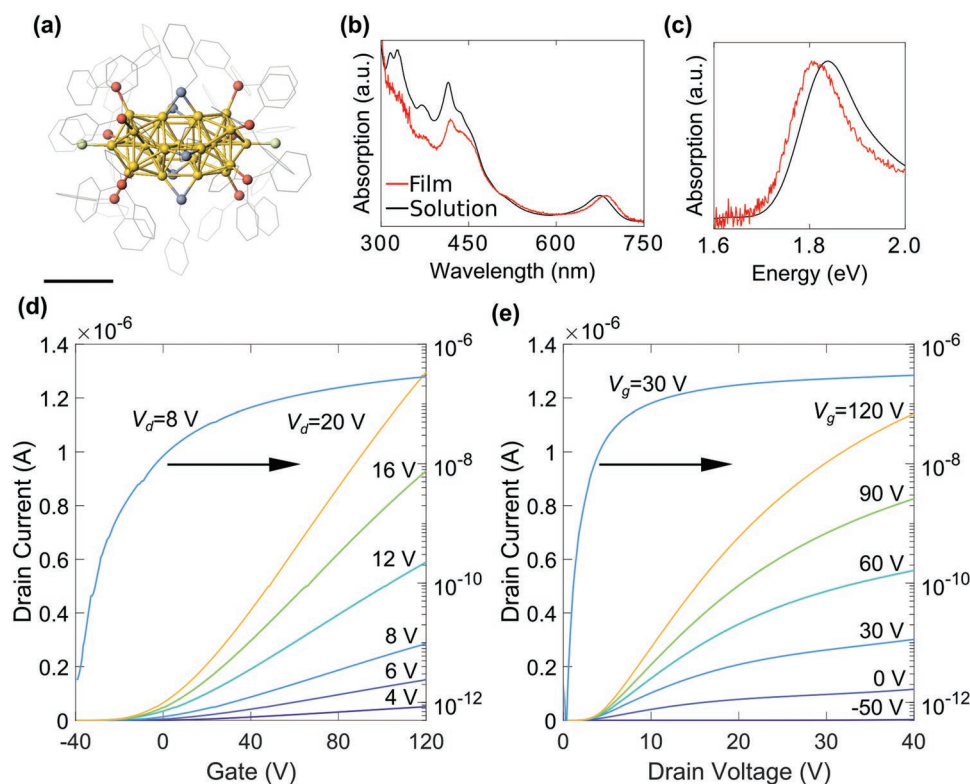 (a)
(b)
Absorption (a.u.)
Film
Solution
300 450 600 750
Wavelength (nm)
(c)
Absorption (a.u.)
1.6 1.8 2.0
Energy (eV)
(d)
×10⁻⁶
1.4
1.2
1
0.8
0.6
0.4
0.2
0
Drain Current (A)
V_d=8 V
V_d=20 V
16 V
12 V
8 V
6 V
4 V
10⁻⁶
10⁻⁸
10⁻¹⁰
10⁻¹²
-40 0 40 80 120
Gate (V)
(e)
×10⁻⁶
1.4
1.2
1
0.8
0.6
0.4
0.2
0
Drain Current (A)
V_g=30 V
V_g=120 V
90 V
60 V
30 V
0 V
-50 V
10⁻⁶
10⁻⁸
10⁻¹⁰
10⁻¹²
0 10 20 30 40
Drain Voltage (V)